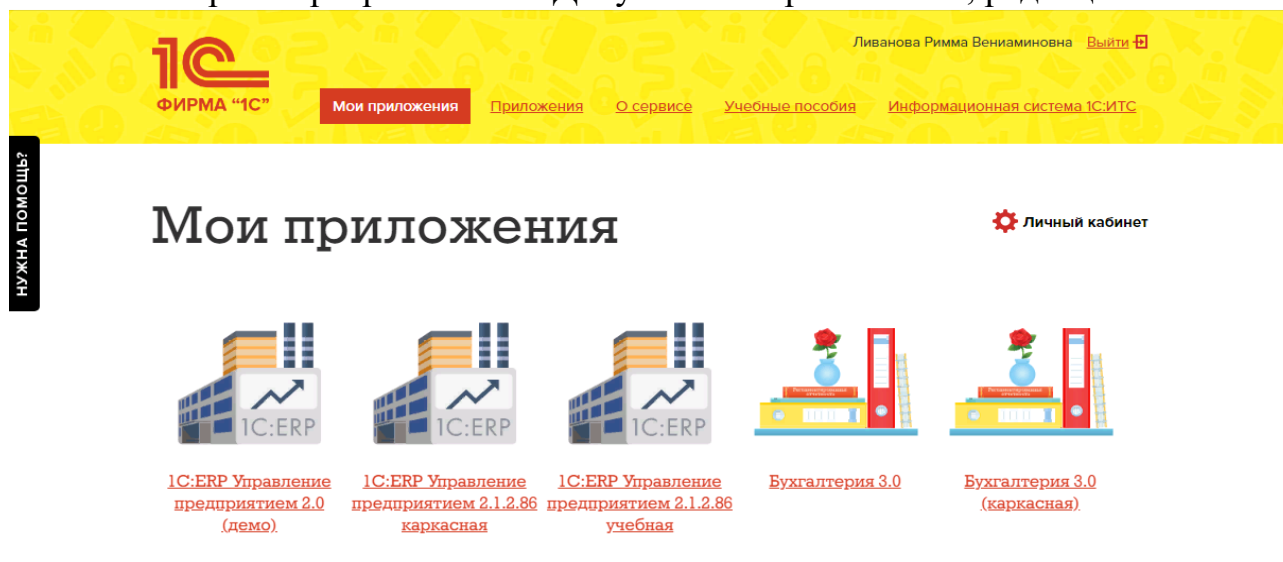 Ливанова Римма Вениаминовна Выйти
1С
ФИРМА “1С”
Мои приложения Приложения О сервисе Учебные пособия Информационная система 1С:ИТС
НУЖНА ПОМОЩЬ?
Мои приложения
Личный кабинет
1C:ERP
1C:ERP
1C:ERP
1С:ERP Управление предприятием 2.0 (демо)
1С:ERP Управление предприятием 2.1.2.86 каркасная
1С:ERP Управление предприятием 2.1.2.86 учебная
Бухгалтерия 3.0
Бухгалтерия 3.0 (каркасная)